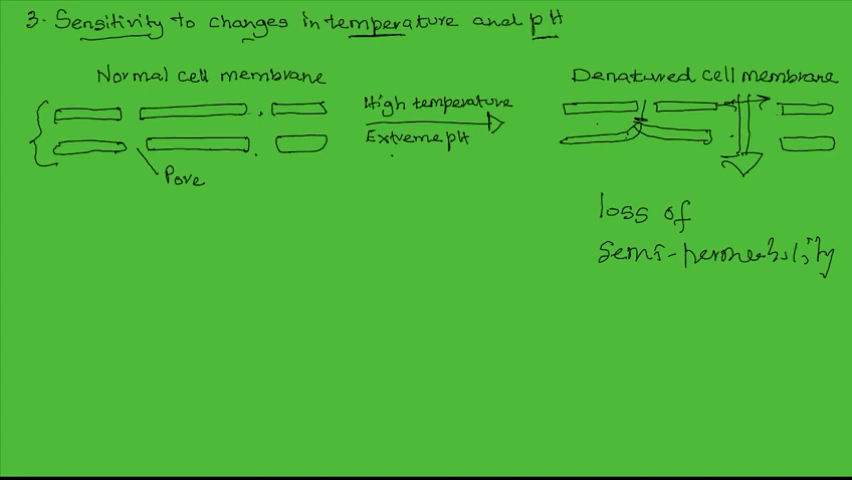 3. Sensitivity to changes in temperature and pH
Normal cell membrane
High temperature
Extreme pH
Denatured cell membrane
Pore
loss of
semi-permeability